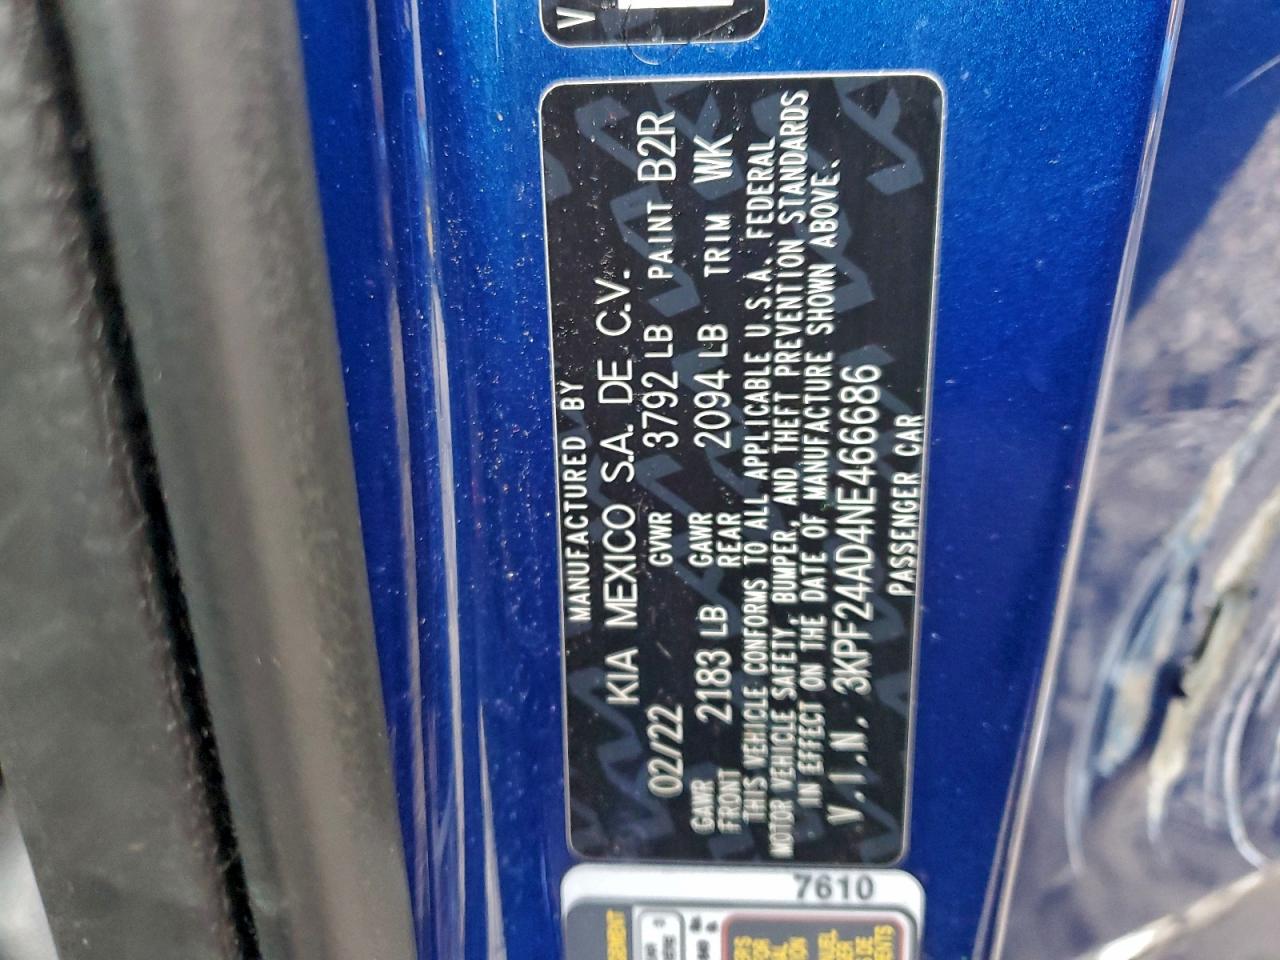 V
MANUFACTURED BY
KIA MEXICO S.A. DE C.V.
02/22 GVWR 3792 LB PAINT B2R
GAWR FRONT 2183 LB GAWR REAR 2094 LB TRIM WK
THIS VEHICLE CONFORMS TO ALL APPLICABLE U.S.A. FEDERAL
MOTOR VEHICLE SAFETY, BUMPER, AND THEFT PREVENTION STANDARDS
IN EFFECT ON THE DATE OF MANUFACTURE SHOWN ABOVE.
V.I.N. 3KPF24AD4NE466686
PASSENGER CAR
7610